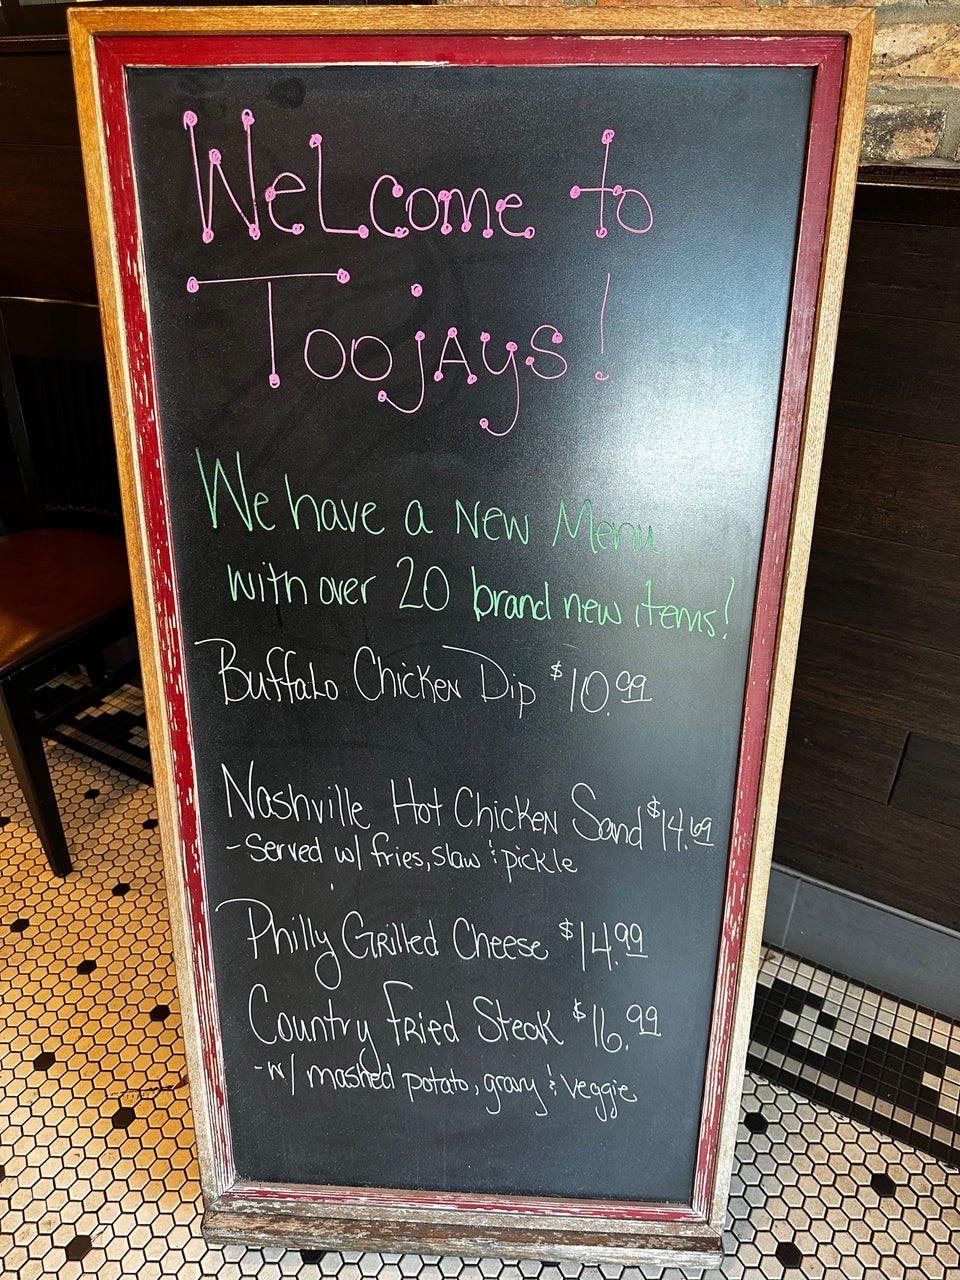 Welcome to
Toojays!
We have a New Menu
with over 20 brand new items!
Buffalo Chicken Dip $10.99
Nashville Hot Chicken Sand $14.69
-Served w/ fries, slaw & pickle
Philly Grilled Cheese $14.99
Country Fried Steak $16.99
-w/ mashed potato, gravy & veggie